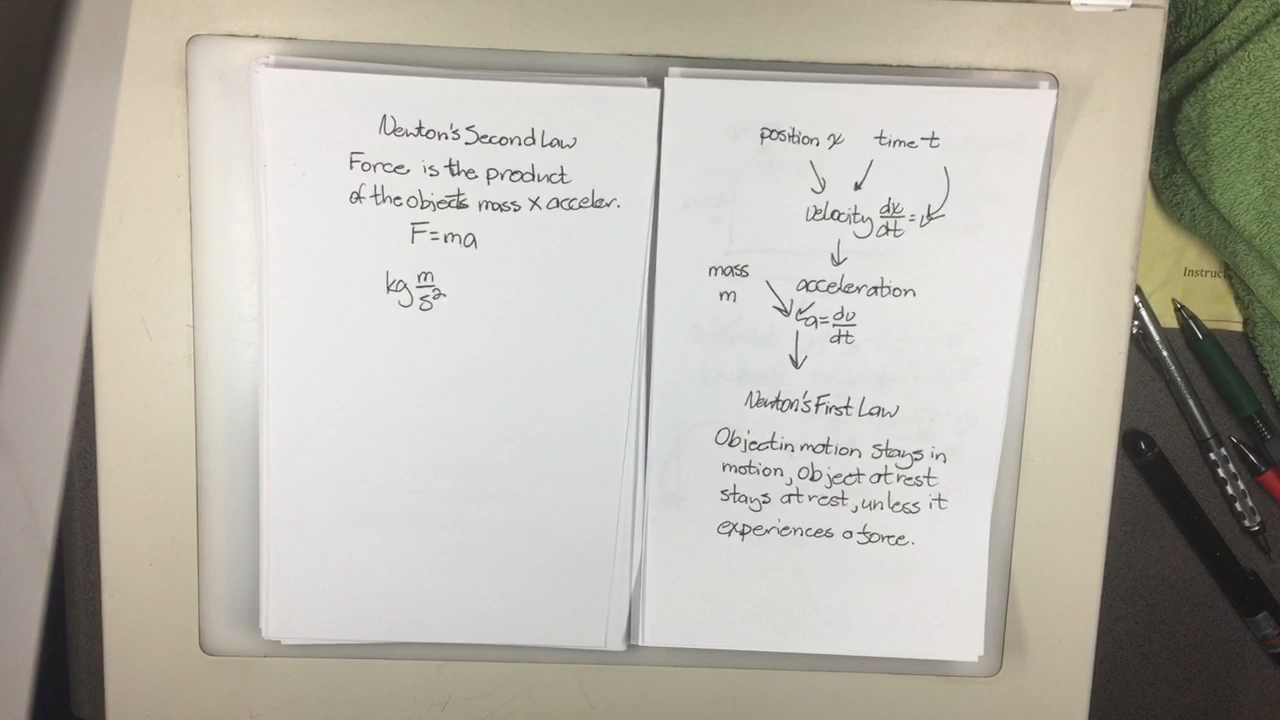 Newton's Second Law
Force is the product
of the objects mass x acceler.
F=ma
kg m/s²
position x time t
velocity dx/dt = v
mass
m
acceleration
a = dv/dt
Newton's First Law
Object in motion stays in
motion, object at rest
stays at rest, unless it
experiences a force.